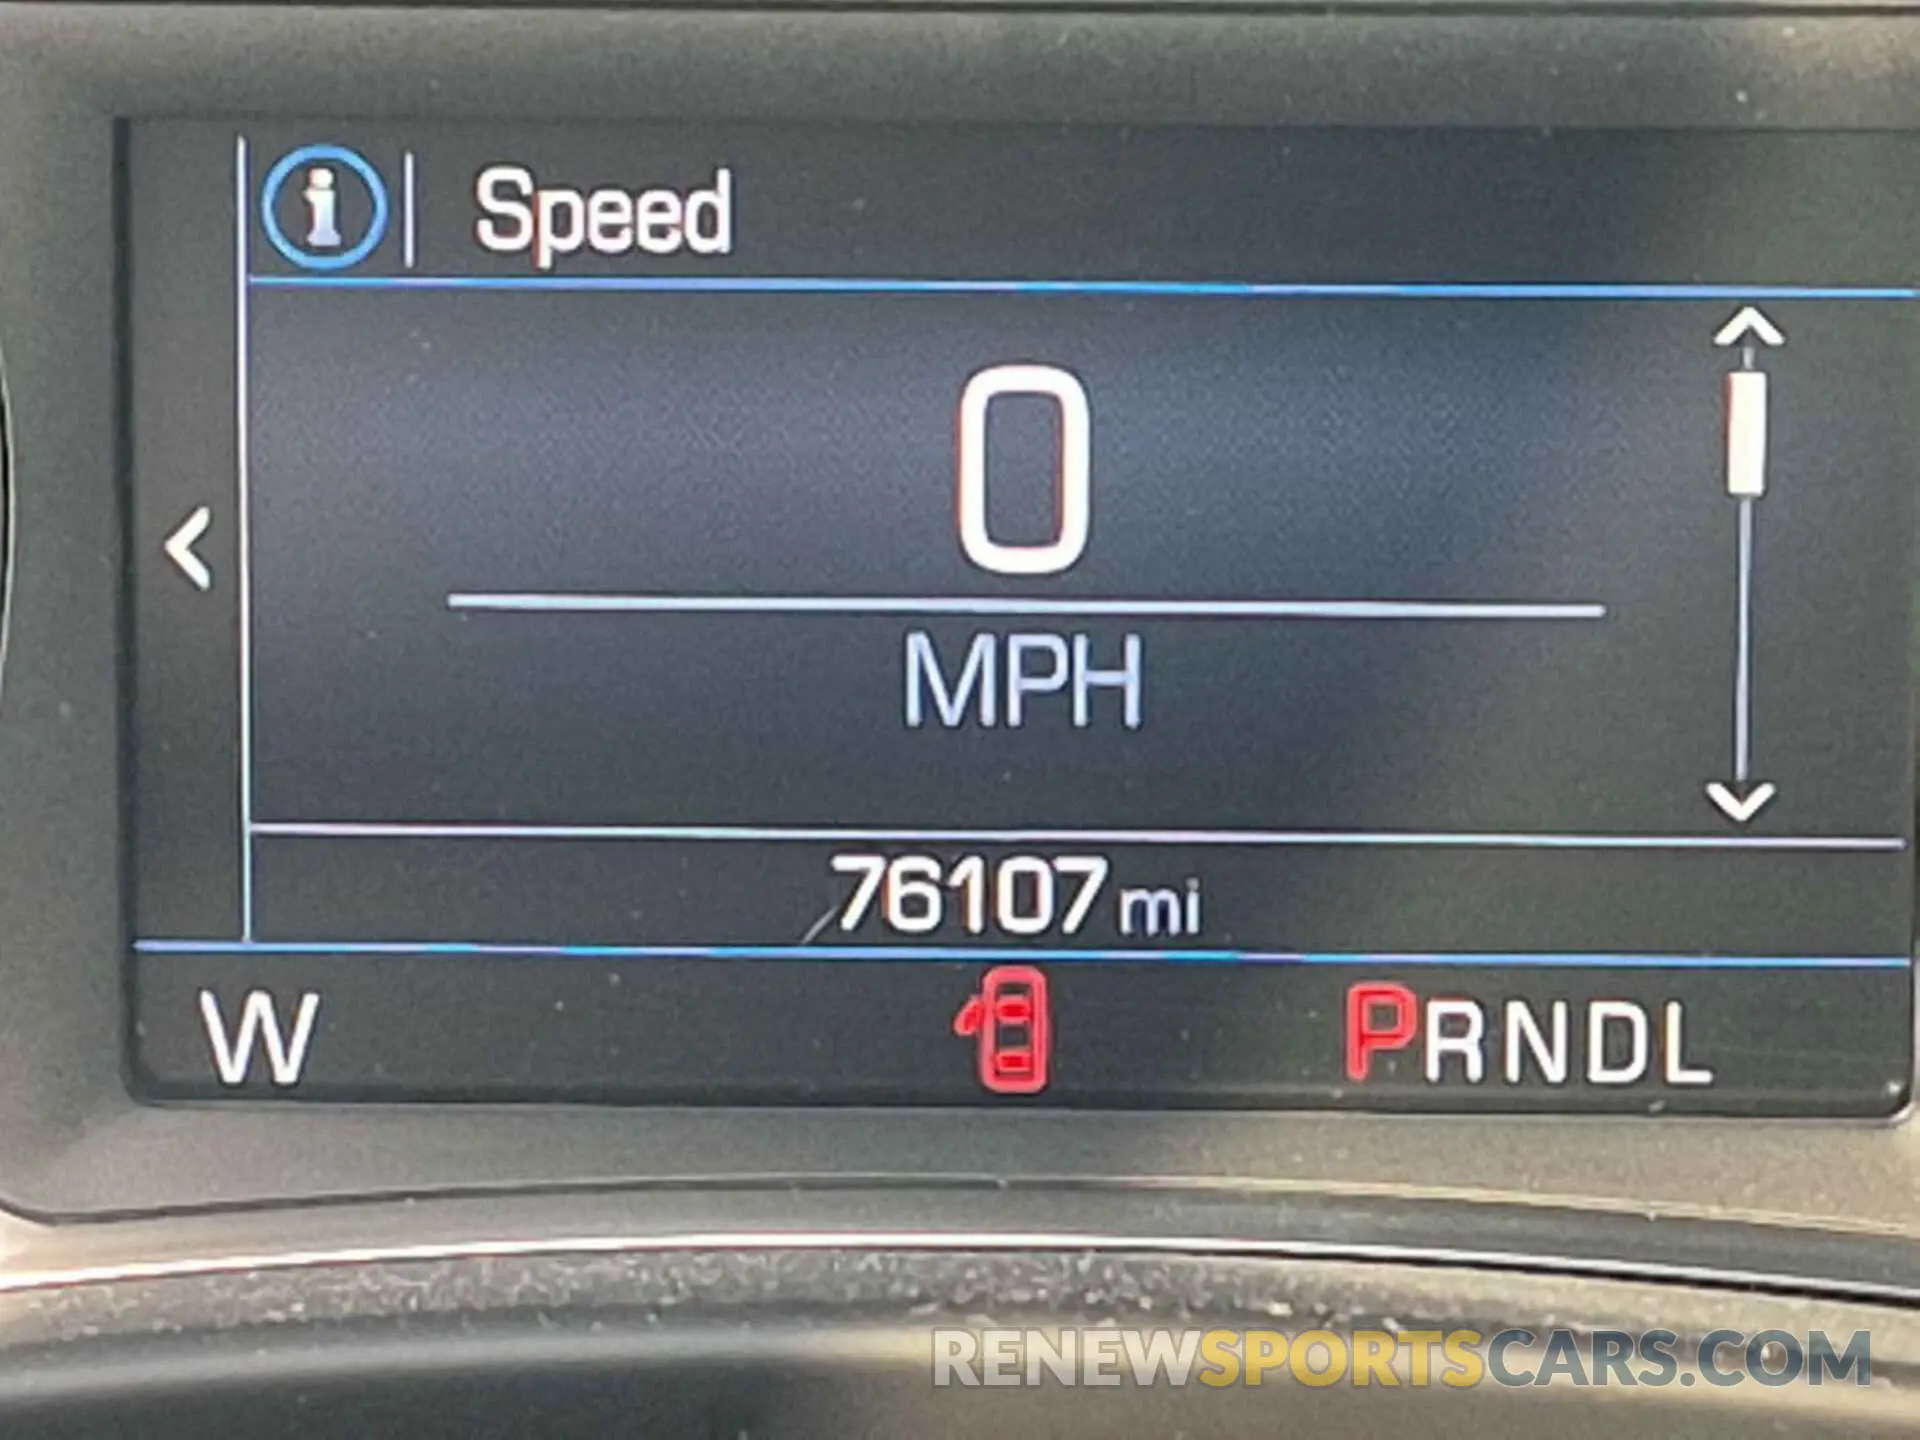 i Speed
0
MPH
76107 mi
W PRNDL
RENEWSPORTSCARS.COM